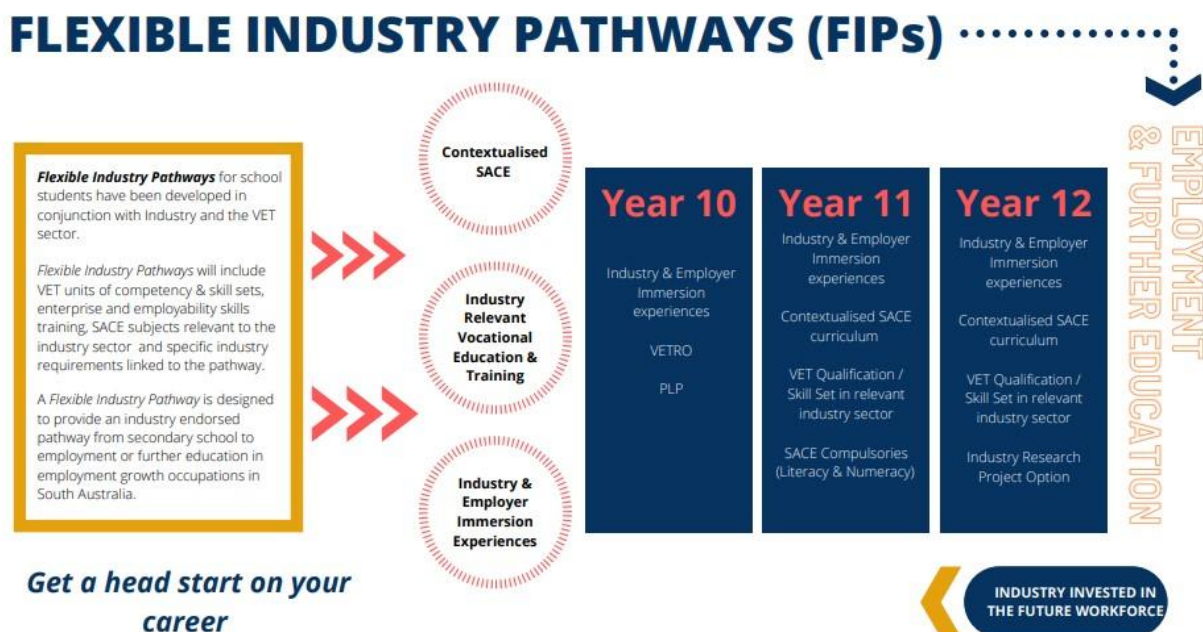 FLEXIBLE INDUSTRY PATHWAYS (FIPs)
Flexible Industry Pathways for school
students have been developed in
conjunction with Industry and the VET
sector.
Flexible Industry Pathways will include
VET units of competency & skill sets,
enterprise and employability skills
training, SACE subjects relevant to the
industry sector and specific industry
requirements linked to the pathway.
A Flexible Industry Pathway is designed
to provide an industry endorsed
pathway from secondary school to
employment or further education in
employment growth occupations in
South Australia.
Get a head start on your
career
Contextualised
SACE
Industry
Relevant
Vocational
Education &
Training
Industry &
Employer
Immersion
Experiences
Year 10
Industry & Employer
Immersion
experiences
VETRO
PLP
Year 11
Industry & Employer
Immersion
experiences
Contextualised SACE
curriculum
VET Qualification /
Skill Set in relevant
industry sector
SACE Compulsories
(Literacy & Numeracy)
Year 12
Industry & Employer
Immersion
experiences
Contextualised SACE
curriculum
VET Qualification /
Skill Set in relevant
industry sector
Industry Research
Project Option
EMPLOYMENT
& FURTHER EDUCATION
INDUSTRY INVESTED IN
THE FUTURE WORKFORCE